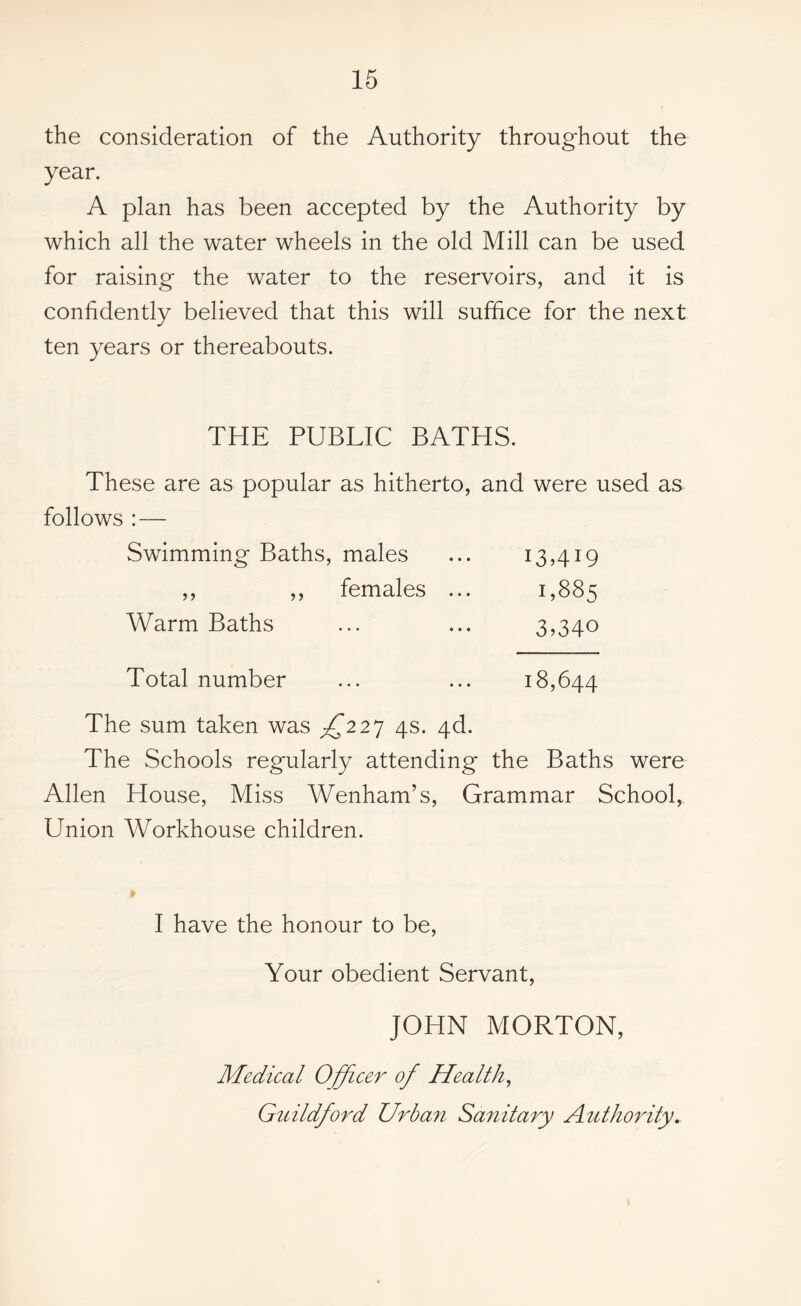 15
the consideration of the Authority throughout the
year.
A plan has been accepted by the Authority by
which all the water wheels in the old Mill can be used
for raising the water to the reservoirs, and it is
confidently believed that this will suffice for the next
ten years or thereabouts.
THE PUBLIC BATHS.
These are as popular as hitherto, and were used as
follows :—
Swimming Baths, males ... 13,419
,, ,, females ... 1,885
Warm Baths ... ... 3,340
Total number ... ... 18,644
The sum taken was £227 4s. 4d.
The Schools regularly attending the Baths were
Allen House, Miss Wenham’s, Grammar School,
Union Workhouse children.
I have the honour to be,
Your obedient Servant,
JOHN MORTON,
Medical Officer of Health,
Guildford Urban Sanitary Authority.